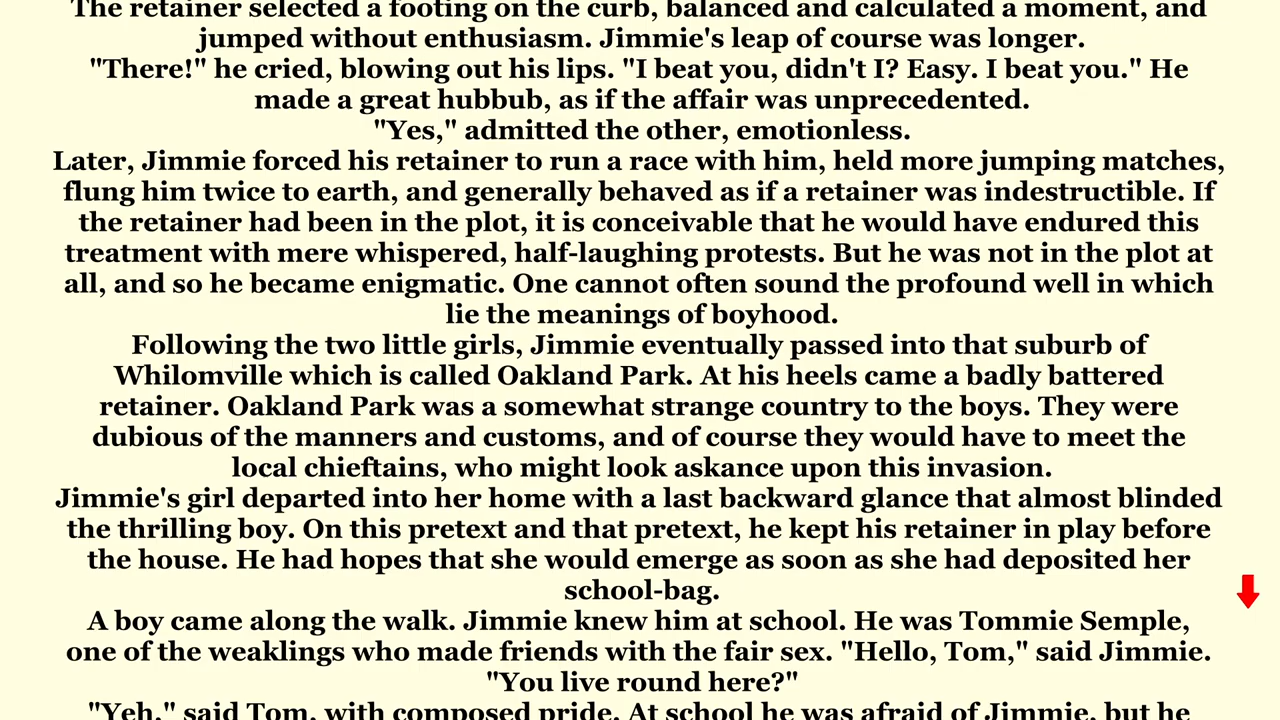 The retainer selected a footing on the curb, balanced and calculated a moment, and
jumped without enthusiasm. Jimmie's leap of course was longer.
"There!" he cried, blowing out his lips. "I beat you, didn't I? Easy. I beat you." He
made a great hubbub, as if the affair was unprecedented.
"Yes," admitted the other, emotionless.
Later, Jimmie forced his retainer to run a race with him, held more jumping matches,
flung him twice to earth, and generally behaved as if a retainer was indestructible. If
the retainer had been in the plot, it is conceivable that he would have endured this
treatment with mere whispered, half-laughing protests. But he was not in the plot at
all, and so he became enigmatic. One cannot often sound the profound well in which
lie the meanings of boyhood.
Following the two little girls, Jimmie eventually passed into that suburb of
Whilomville which is called Oakland Park. At his heels came a badly battered
retainer. Oakland Park was a somewhat strange country to the boys. They were
dubious of the manners and customs, and of course they would have to meet the
local chieftains, who might look askance upon this invasion.
Jimmie's girl departed into her home with a last backward glance that almost blinded
the thrilling boy. On this pretext and that pretext, he kept his retainer in play before
the house. He had hopes that she would emerge as soon as she had deposited her
school-bag.
A boy came along the walk. Jimmie knew him at school. He was Tommie Semple,
one of the weaklings who made friends with the fair sex. "Hello, Tom," said Jimmie.
"You live round here?"
"Yeh," said Tom, with composed pride. At school he was afraid of Jimmie, but he